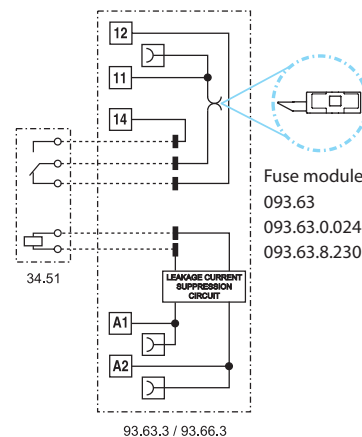 12
11
14
Fuse module
093.63
093.63.0.024
093.63.8.230
34.51
LEAKAGE CURRENT
SUPPRESSION
CIRCUIT
A1
A2
93.63.3 / 93.66.3